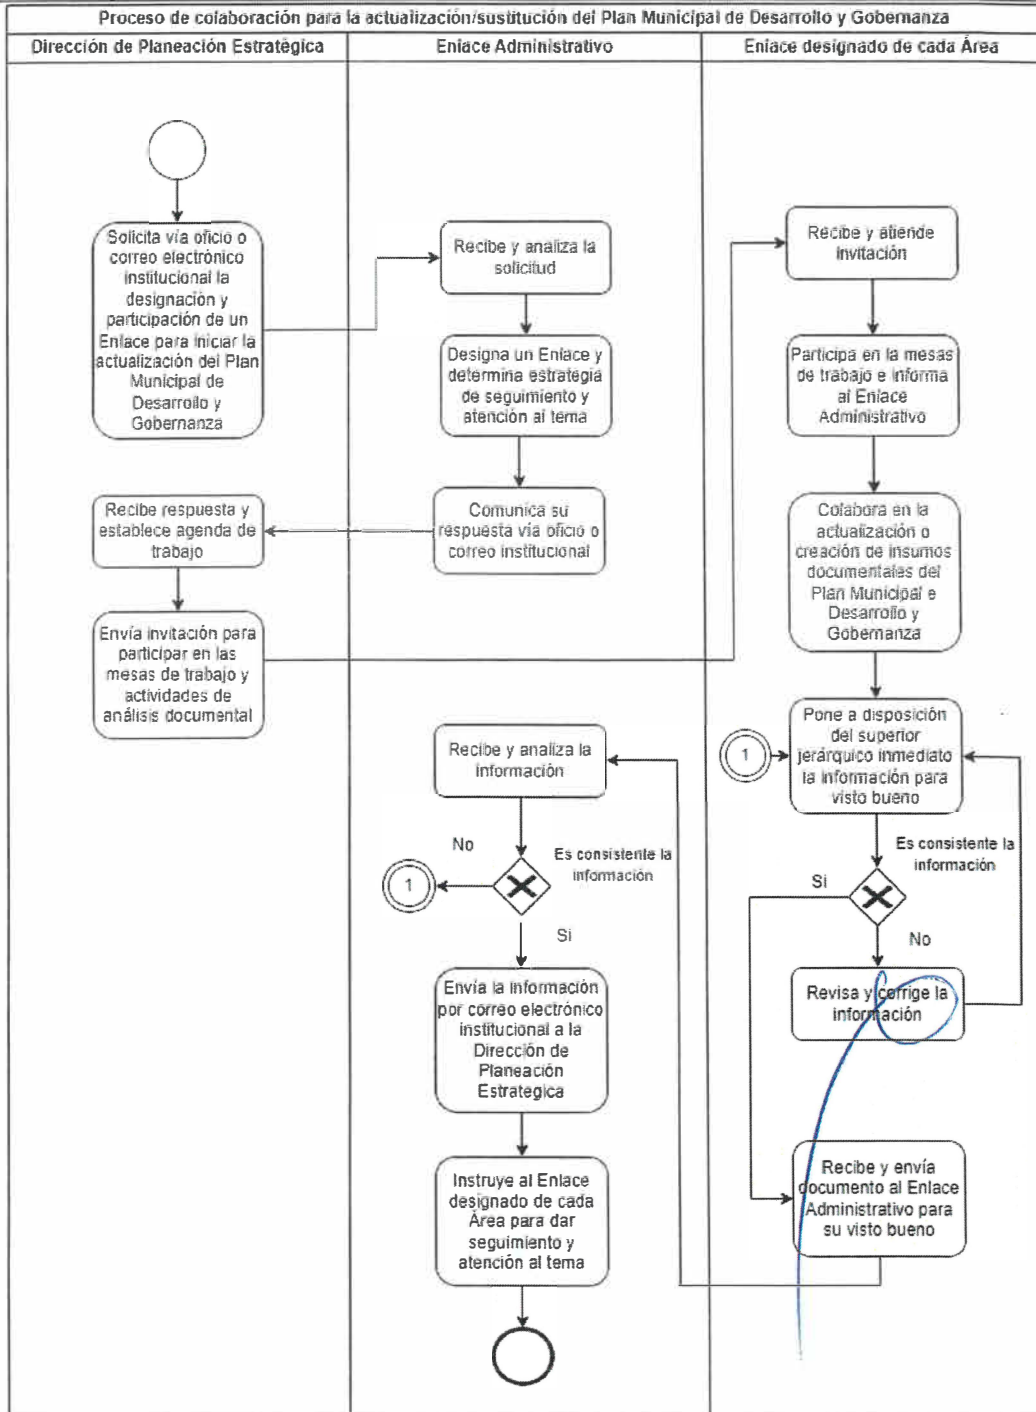 Proceso de colaboración para la actualización/sustitución del Plan Municipal de Desarrollo y Gobernanza
Dirección de Planeación Estratégica
Enlace Administrativo
Enlace designado de cada Área
Solicita vía oficio o
correo electrónico
institucional la
designación y
participación de un
Enlace para iniciar la
actualización del Plan
Municipal de
Desarrollo y
Gobernanza
Recibe y analiza la
solicitud
Designa un Enlace y
determina estrategia
de seguimiento y
atención al tema
Comunica su
respuesta vía oficio o
correo institucional
Recibe respuesta y
establece agenda de
trabajo
Envía invitación para
participar en las
mesas de trabajo y
actividades de
análisis documental
Recibe y atiende
invitación
Participa en la mesas
de trabajo e informa
al Enlace
Administrativo
Colabora en la
actualización o
creación de insumos
documentales del
Plan Municipal e
Desarrollo y
Gobernanza
1
Pone a disposición
del superior
jerárquico inmediato
la información para
visto bueno
Es consistente la
información
Si
No
Revisa y corrige la
información
Recibe y envía
documento al Enlace
Administrativo para
su visto bueno
Recibe y analiza la
información
No
Es consistente la
información
1
Si
Envía la información
por correo electrónico
institucional a la
Dirección de
Planeación
Estrategica
Instruye al Enlace
designado de cada
Área para dar
seguimiento y
atención al tema